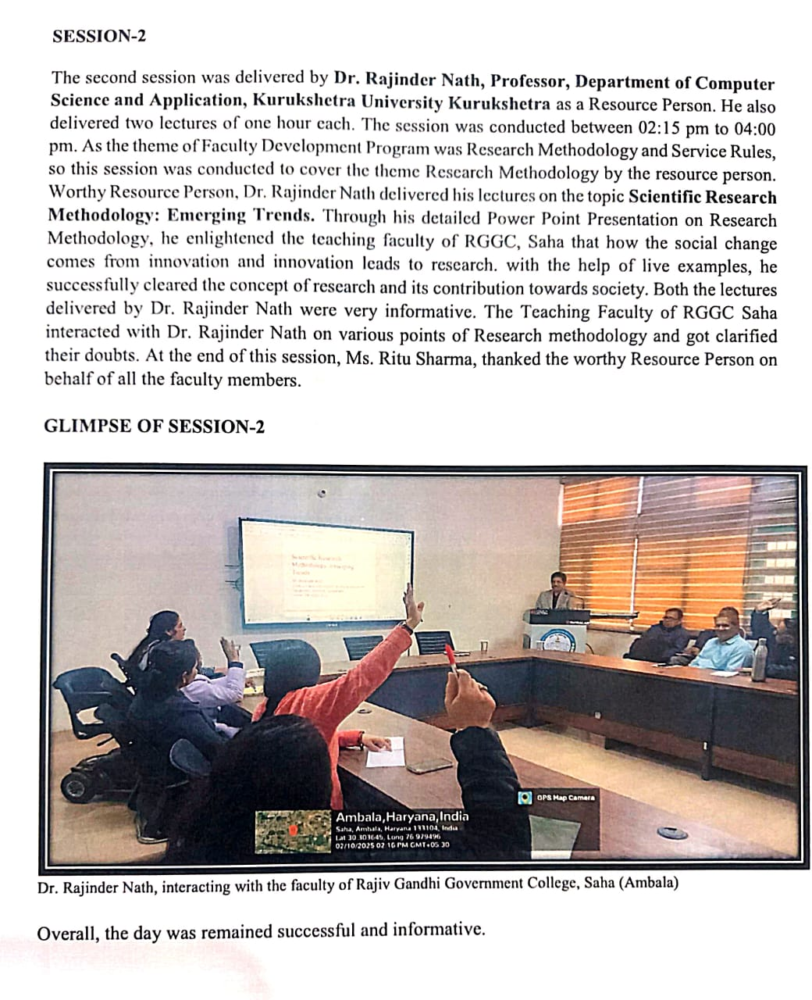 SESSION-2
The second session was delivered by Dr. Rajinder Nath, Professor, Department of Computer
Science and Application, Kurukshetra University Kurukshetra as a Resource Person. He also
delivered two lectures of one hour each. The session was conducted between 02:15 pm to 04:00
pm. As the theme of Faculty Development Program was Research Methodology and Service Rules,
so this session was conducted to cover the theme Research Methodology by the resource person.
Worthy Resource Person, Dr. Rajinder Nath delivered his lectures on the topic Scientific Research
Methodology: Emerging Trends. Through his detailed Power Point Presentation on Research
Methodology, he enlightened the teaching faculty of RGGC, Saha that how the social change
comes from innovation and innovation leads to research. with the help of live examples, he
successfully cleared the concept of research and its contribution towards society. Both the lectures
delivered by Dr. Rajinder Nath were very informative. The Teaching Faculty of RGGC Saha
interacted with Dr. Rajinder Nath on various points of Research methodology and got clarified
their doubts. At the end of this session, Ms. Ritu Sharma, thanked the worthy Resource Person on
behalf of all the faculty members.
GLIMPSE OF SESSION-2
Scientific Research
Methodology: Emerging
Trends
GPS Map Camera
Ambala,Haryana,India
Saha, Ambala, Haryana 133104, India
Lat 30.303645, Long 76.979496
02/10/2025 02:16 PM GMT+05:30
Dr. Rajinder Nath, interacting with the faculty of Rajiv Gandhi Government College, Saha (Ambala)
Overall, the day was remained successful and informative.